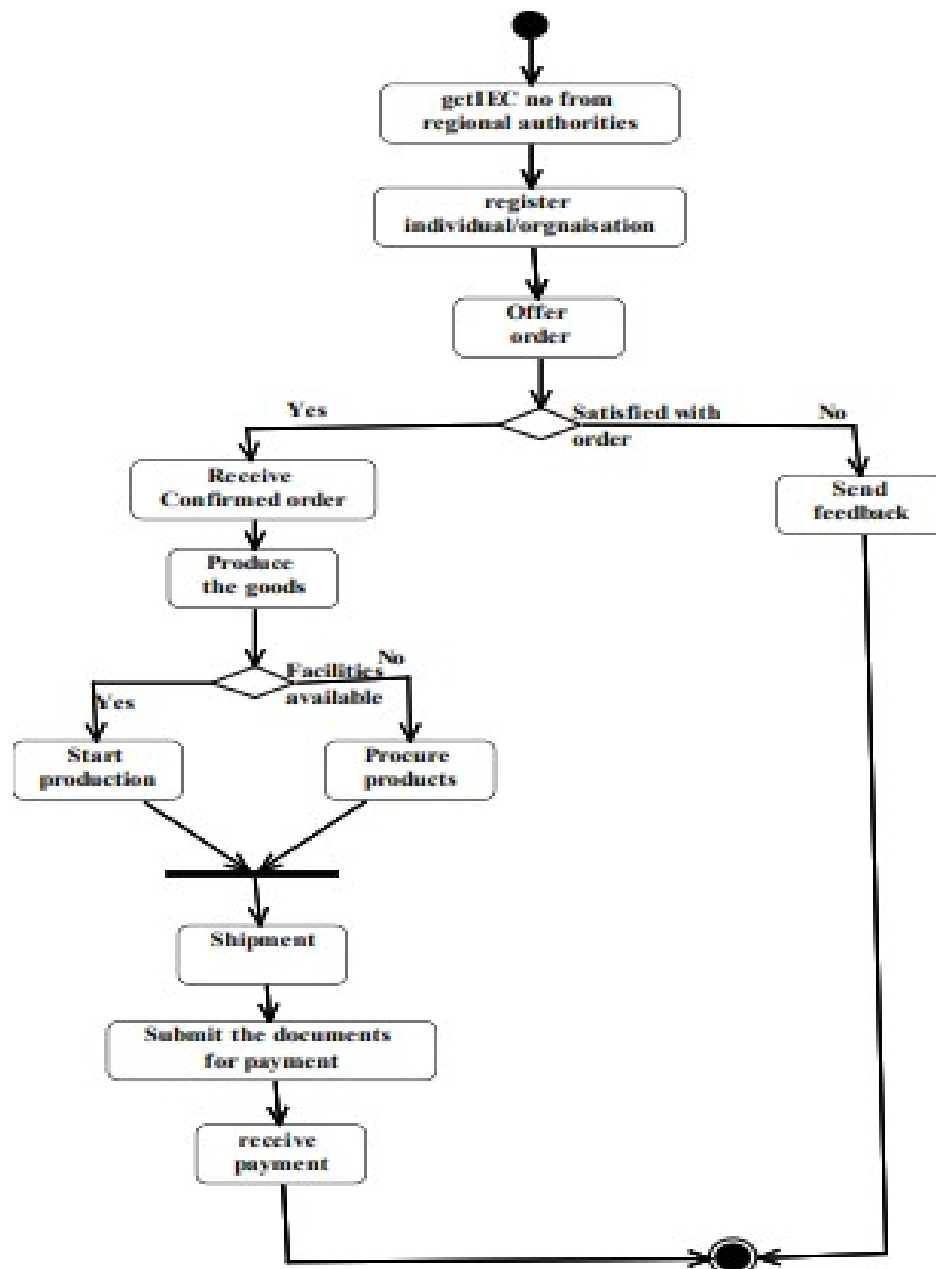 getIEC no from
regional authorities
register
individual/orgnaisation
Offer
order
Yes
Satisfied with
order
No
Receive
Confirmed order
Send
feedback
Produce
the goods
No
Facilities
available
Yes
Start
production
Procure
products
Shipment
Submit the documents
for payment
receive
payment